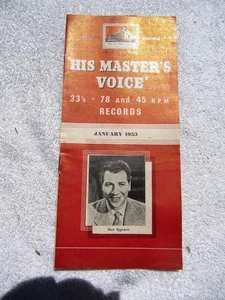 "HIS MASTER'S
VOICE"
33⅓ - 78 and 45 R.P.M
RECORDS
JANUARY 1953